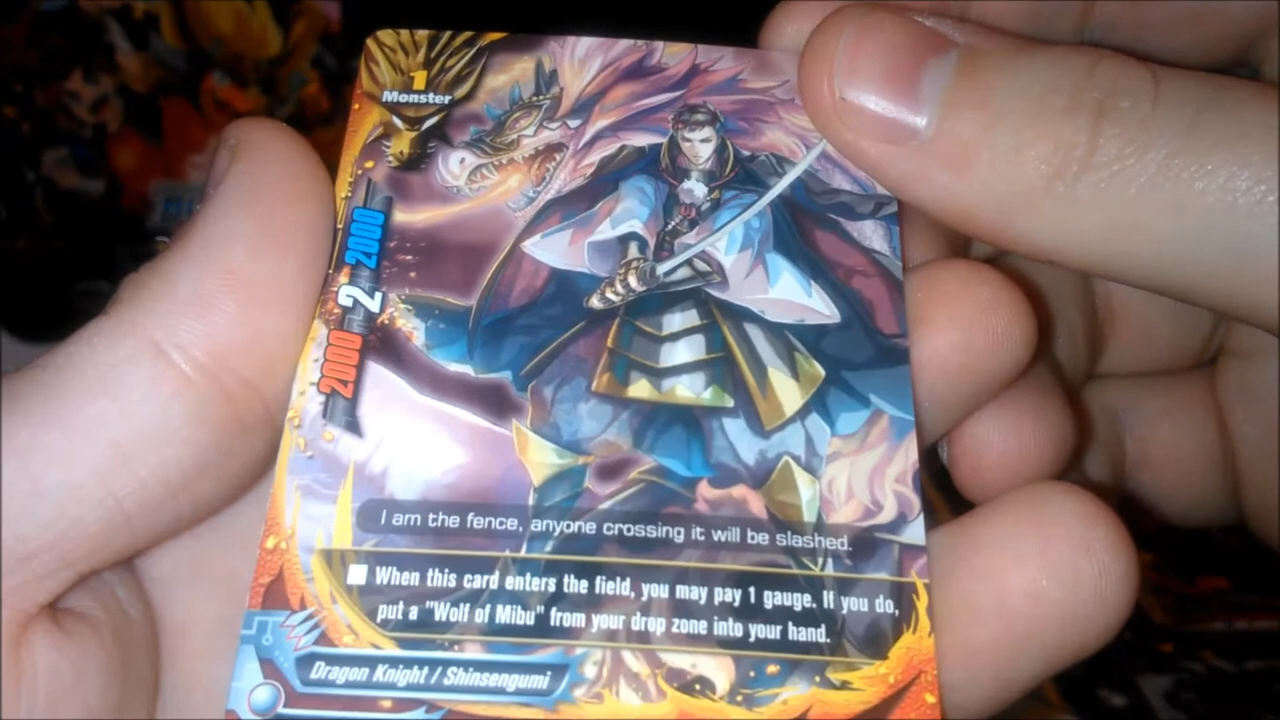 1
Monster
2000
2
2000
I am the fence, anyone crossing it will be slashed.
When this card enters the field, you may pay 1 gauge. If you do,
put a "Wolf of Mibu" from your drop zone into your hand.
Dragon Knight / Shinsengumi